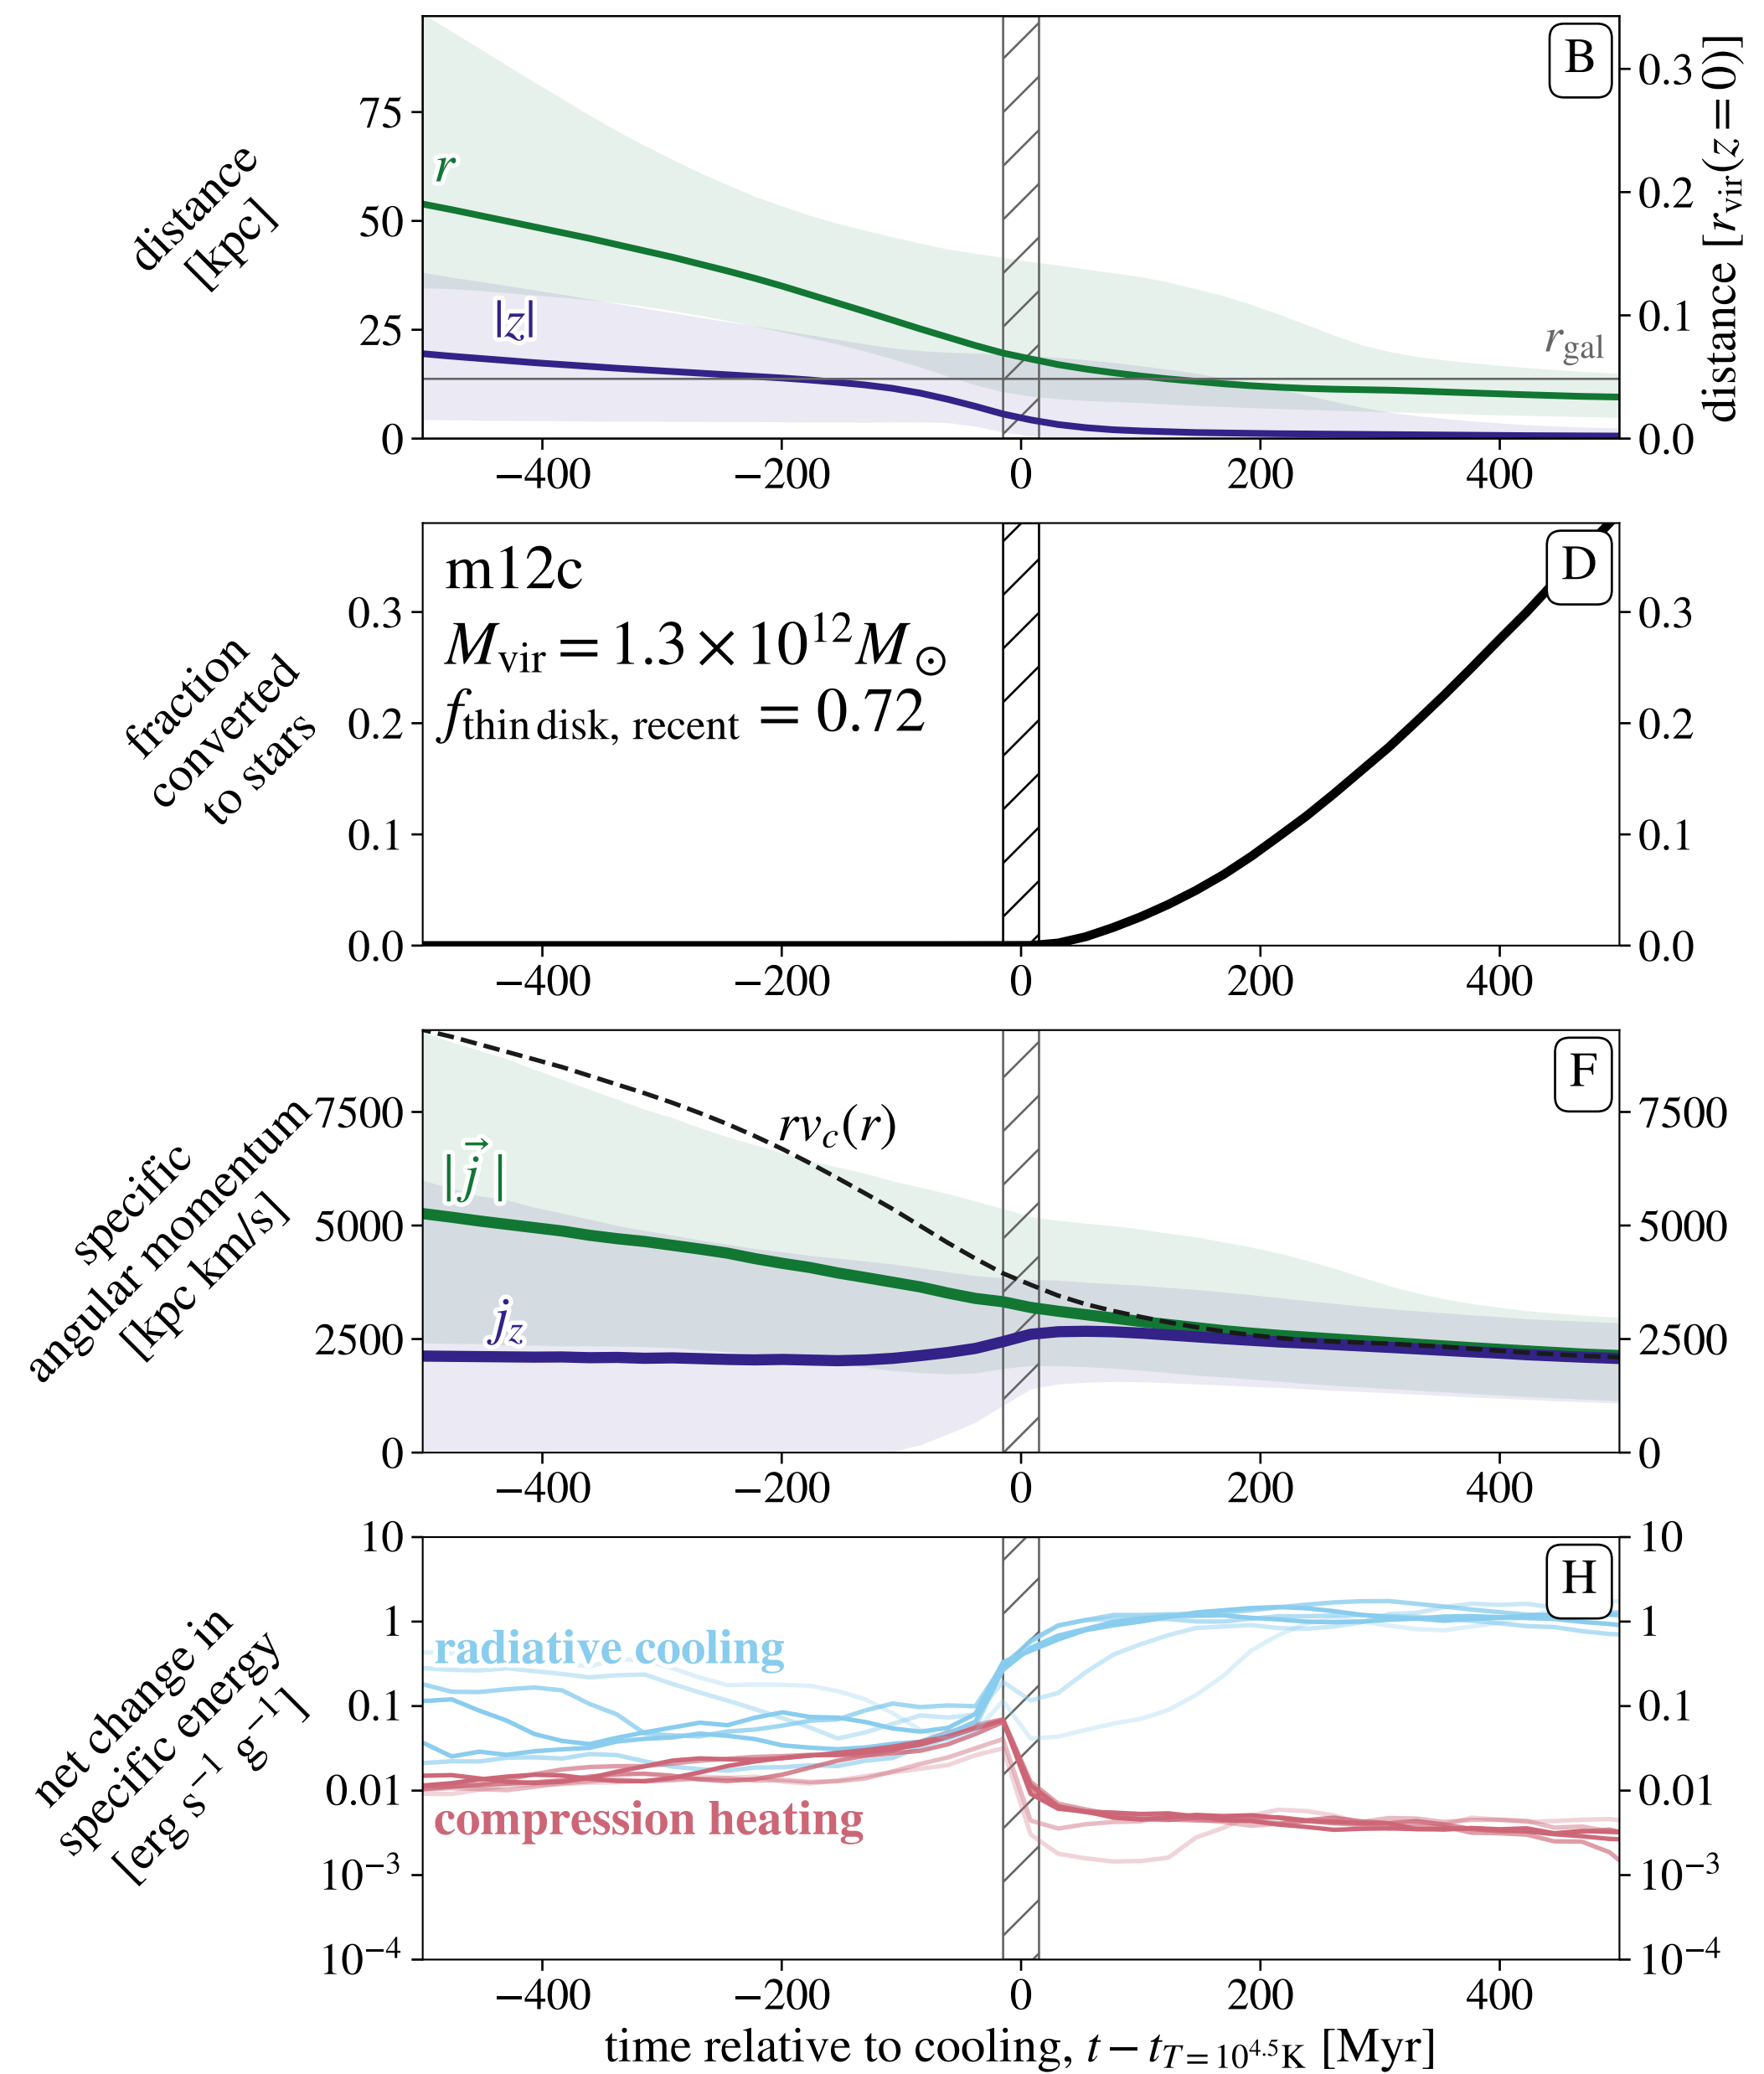 B
distance
[kpc]
75
50
25
0
r
|z|
r_gal
0.3
0.2
0.1
0.0
distance [r_vir(z = 0)]
−400 −200 0 200 400
D
m12c
M_vir = 1.3 × 10^12 M_⊙
f_thin disk, recent = 0.72
fraction
converted
to stars
0.3
0.2
0.1
0.0
0.3
0.2
0.1
0.0
−400 −200 0 200 400
F
specific
angular momentum
[kpc km/s]
7500
5000
2500
0
rv_c(r)
|j⃗|
j_z
7500
5000
2500
0
−400 −200 0 200 400
H
net change in
specific energy
[erg s^−1 g^−1]
10
1
0.1
0.01
10^−3
10^−4
radiative cooling
compression heating
10
1
0.1
0.01
10^−3
10^−4
−400 −200 0 200 400
time relative to cooling, t − t_T = 10^4.5 K [Myr]